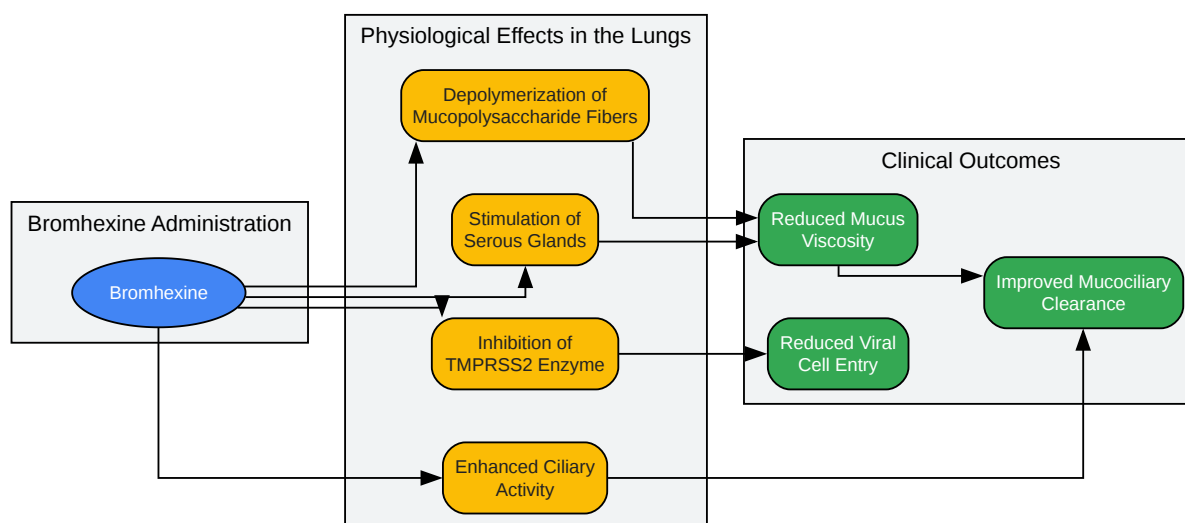 Bromhexine Administration
Bromhexine
Physiological Effects in the Lungs
Depolymerization of
Mucopolysaccharide Fibers
Stimulation of
Serous Glands
Inhibition of
TMPRSS2 Enzyme
Enhanced Ciliary
Activity
Clinical Outcomes
Reduced Mucus
Viscosity
Improved Mucociliary
Clearance
Reduced Viral
Cell Entry